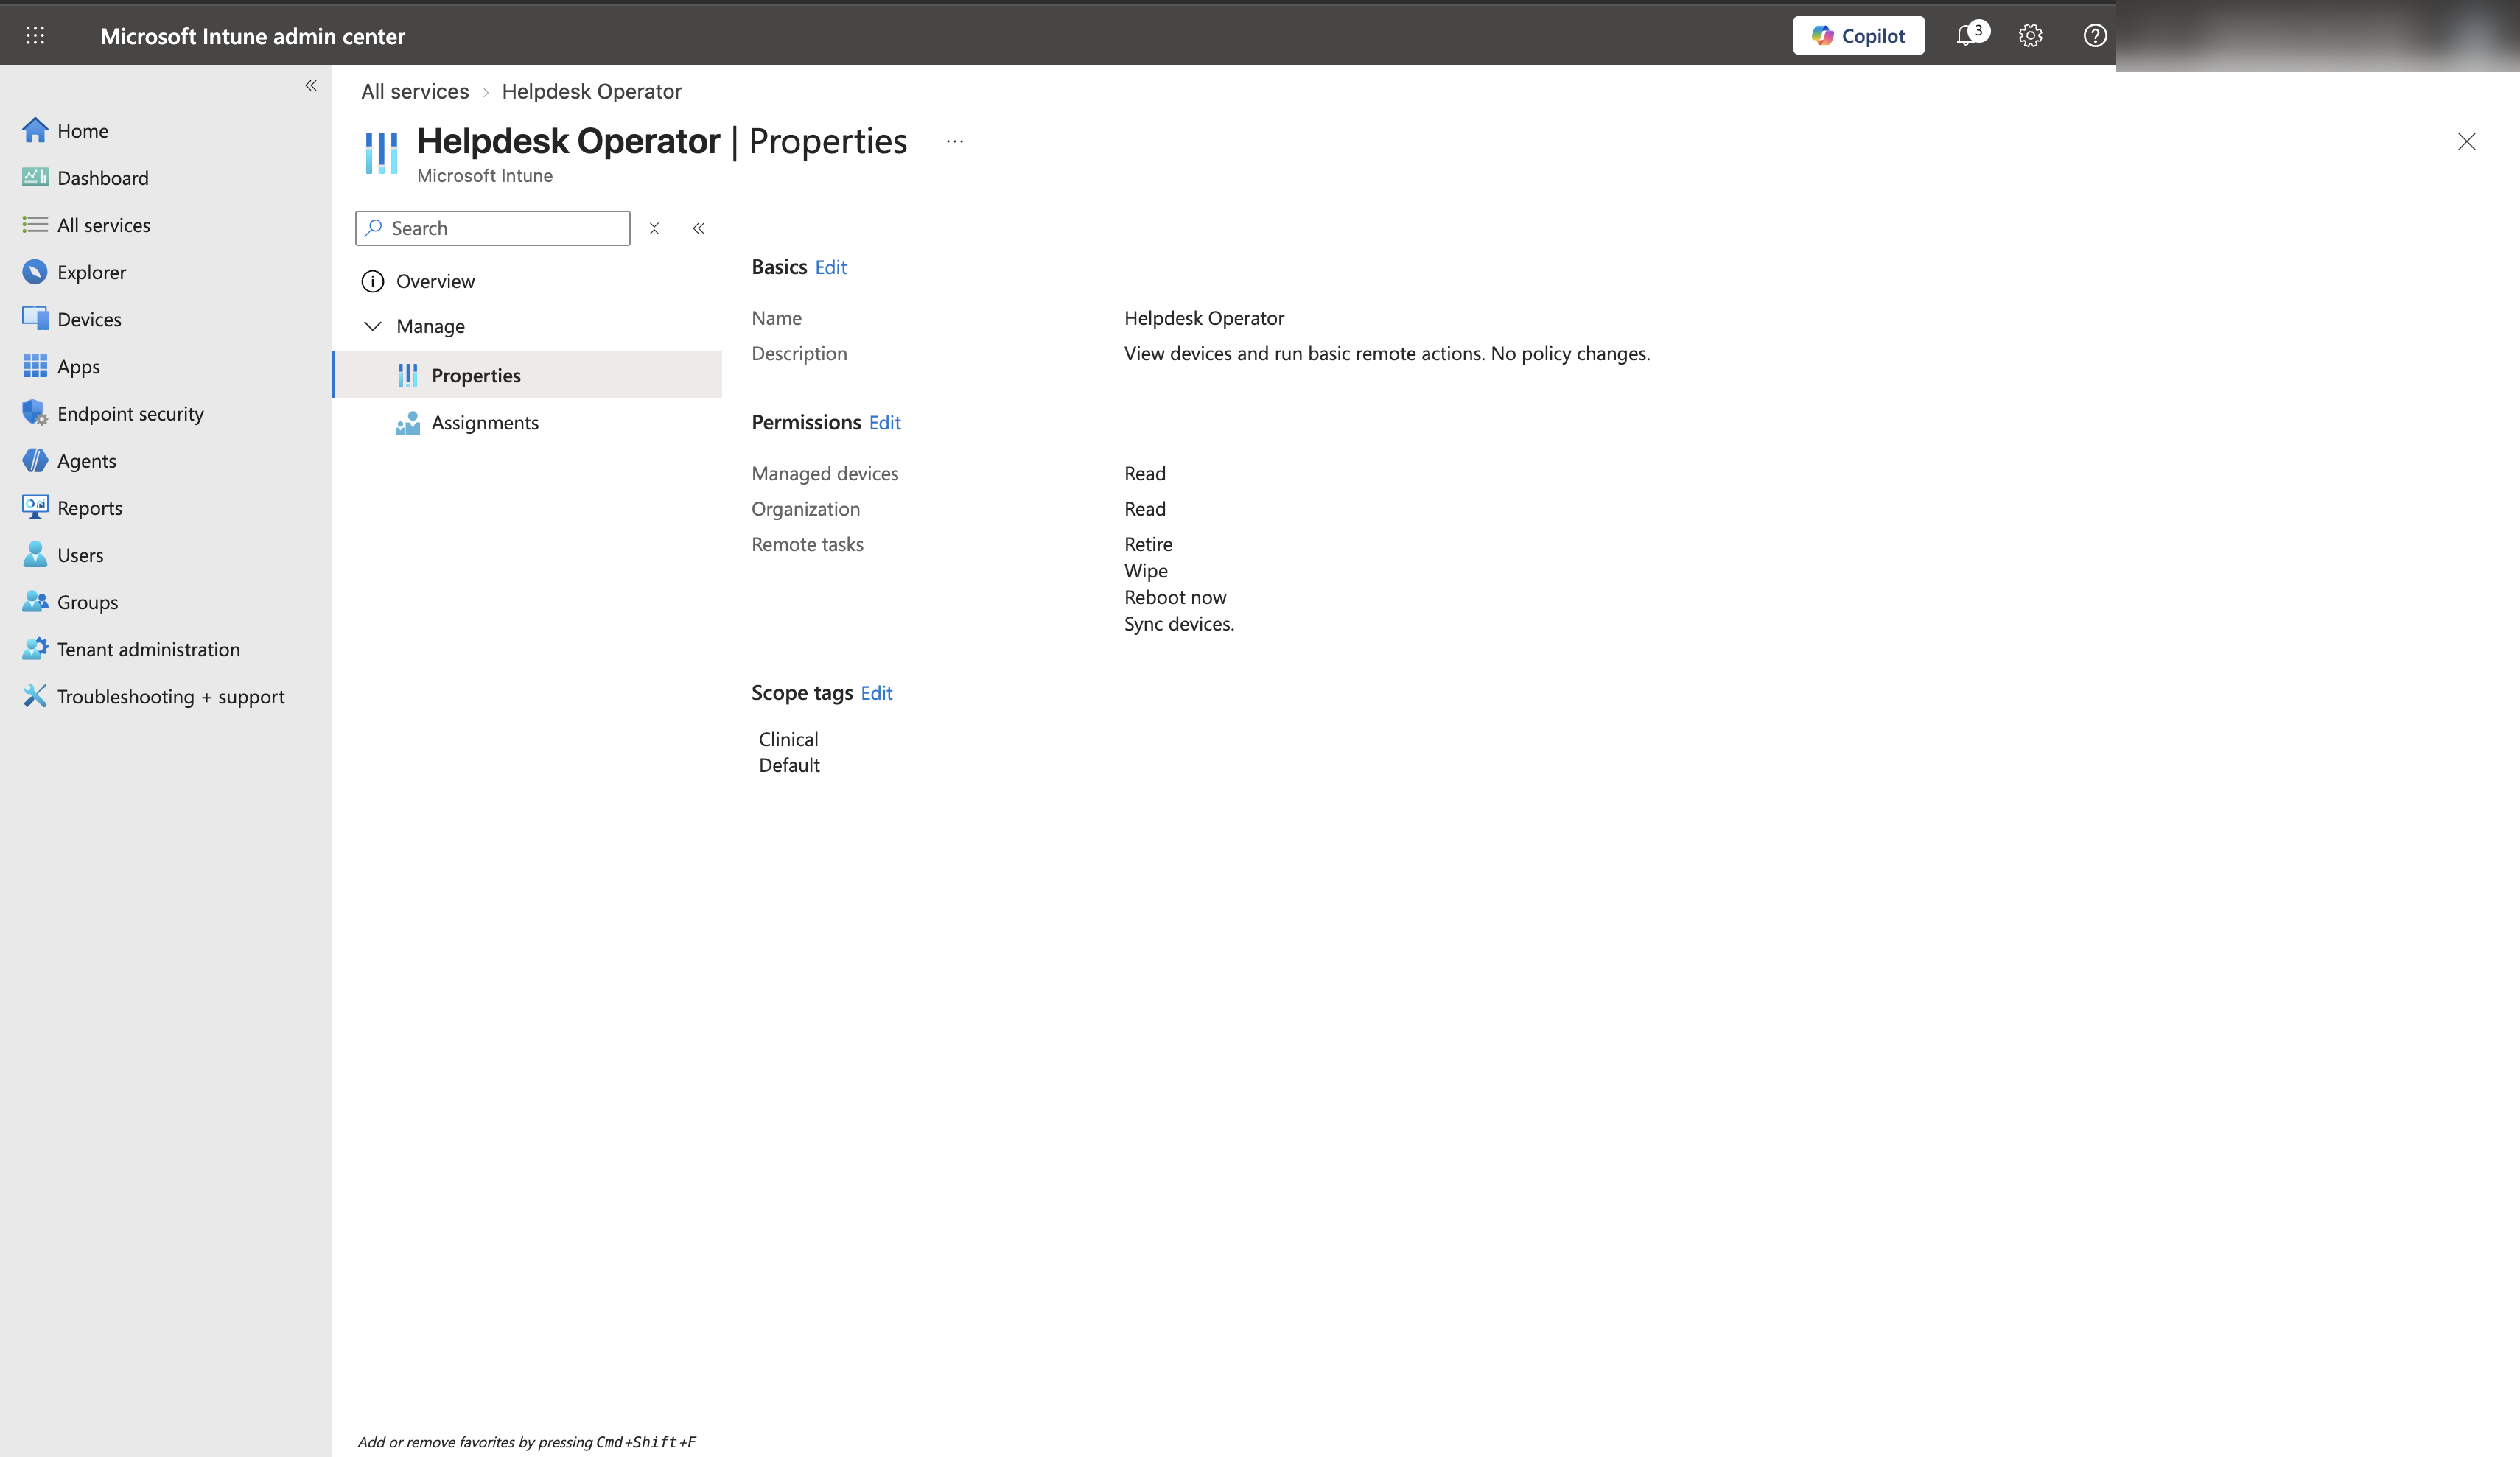 Microsoft Intune admin center
Copilot
3
Home
Dashboard
All services
Explorer
Devices
Apps
Endpoint security
Agents
Reports
Users
Groups
Tenant administration
Troubleshooting + support
All services › Helpdesk Operator
Helpdesk Operator | Properties ...
Microsoft Intune
Search
Overview
Manage
Properties
Assignments
Basics Edit
Name Helpdesk Operator
Description View devices and run basic remote actions. No policy changes.
Permissions Edit
Managed devices Read
Organization Read
Remote tasks Retire
Wipe
Reboot now
Sync devices.
Scope tags Edit
Clinical
Default
Add or remove favorites by pressing Cmd+Shift+F